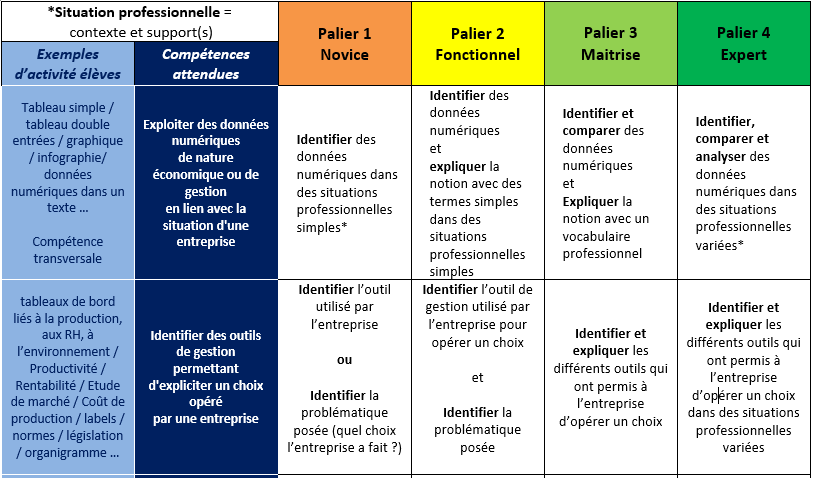 *Situation professionnelle =
contexte et support(s)
Palier 1
Novice
Palier 2
Fonctionnel
Palier 3
Maitrise
Palier 4
Expert
Exemples
d'activité élèves
Compétences
attendues
Tableau simple /
tableau double
entrées / graphique
/ infographie/
données
numériques dans un
texte ...
Compétence
transversale
Exploiter des données
numériques
de nature
économique ou de
gestion
en lien avec la
situation d'une
entreprise
Identifier des
données
numériques dans
des situations
professionnelles
simples*
Identifier des
données
numériques
et
expliquer la
notion avec des
termes simples
dans des
situations
professionnelles
simples
Identifier et
comparer des
données
numériques
et
Expliquer la
notion avec un
vocabulaire
professionnel
Identifier,
comparer et
analyser des
données
numériques dans
des situations
professionnelles
variées*
tableaux de bord
liés à la production,
aux RH, à
l'environnement /
Productivité /
Rentabilité / Etude
de marché / Coût de
production / labels /
normes / législation
/ organigramme ...
Identifier des outils
de gestion
permettant
d'expliciter un choix
opéré
par une entreprise
Identifier l'outil
utilisé par
l'entreprise
ou
Identifier la
problématique
posée (quel choix
l'entreprise a fait ?)
Identifier l'outil de
gestion utilisé par
l'entreprise pour
opérer un choix
et
Identifier la
problématique
posée
Identifier et
expliquer les
différents outils qui
ont permis à
l'entreprise
d'opérer un choix
Identifier et
expliquer les
différents outils qui
ont permis à
l'entreprise
d'opérer un choix
dans des situations
professionnelles
variées